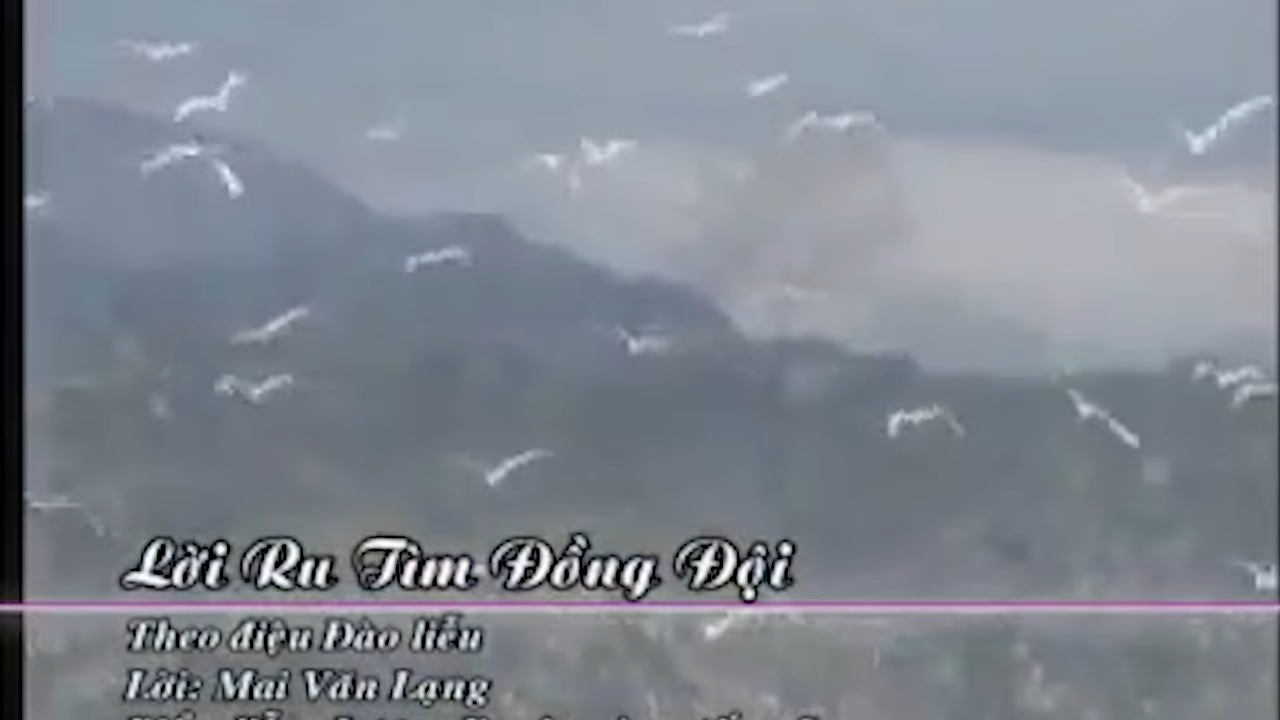 Lời Ru Tìm Đồng Đội
Theo điệu Đào liễu
Lời: Mai Văn Lạng